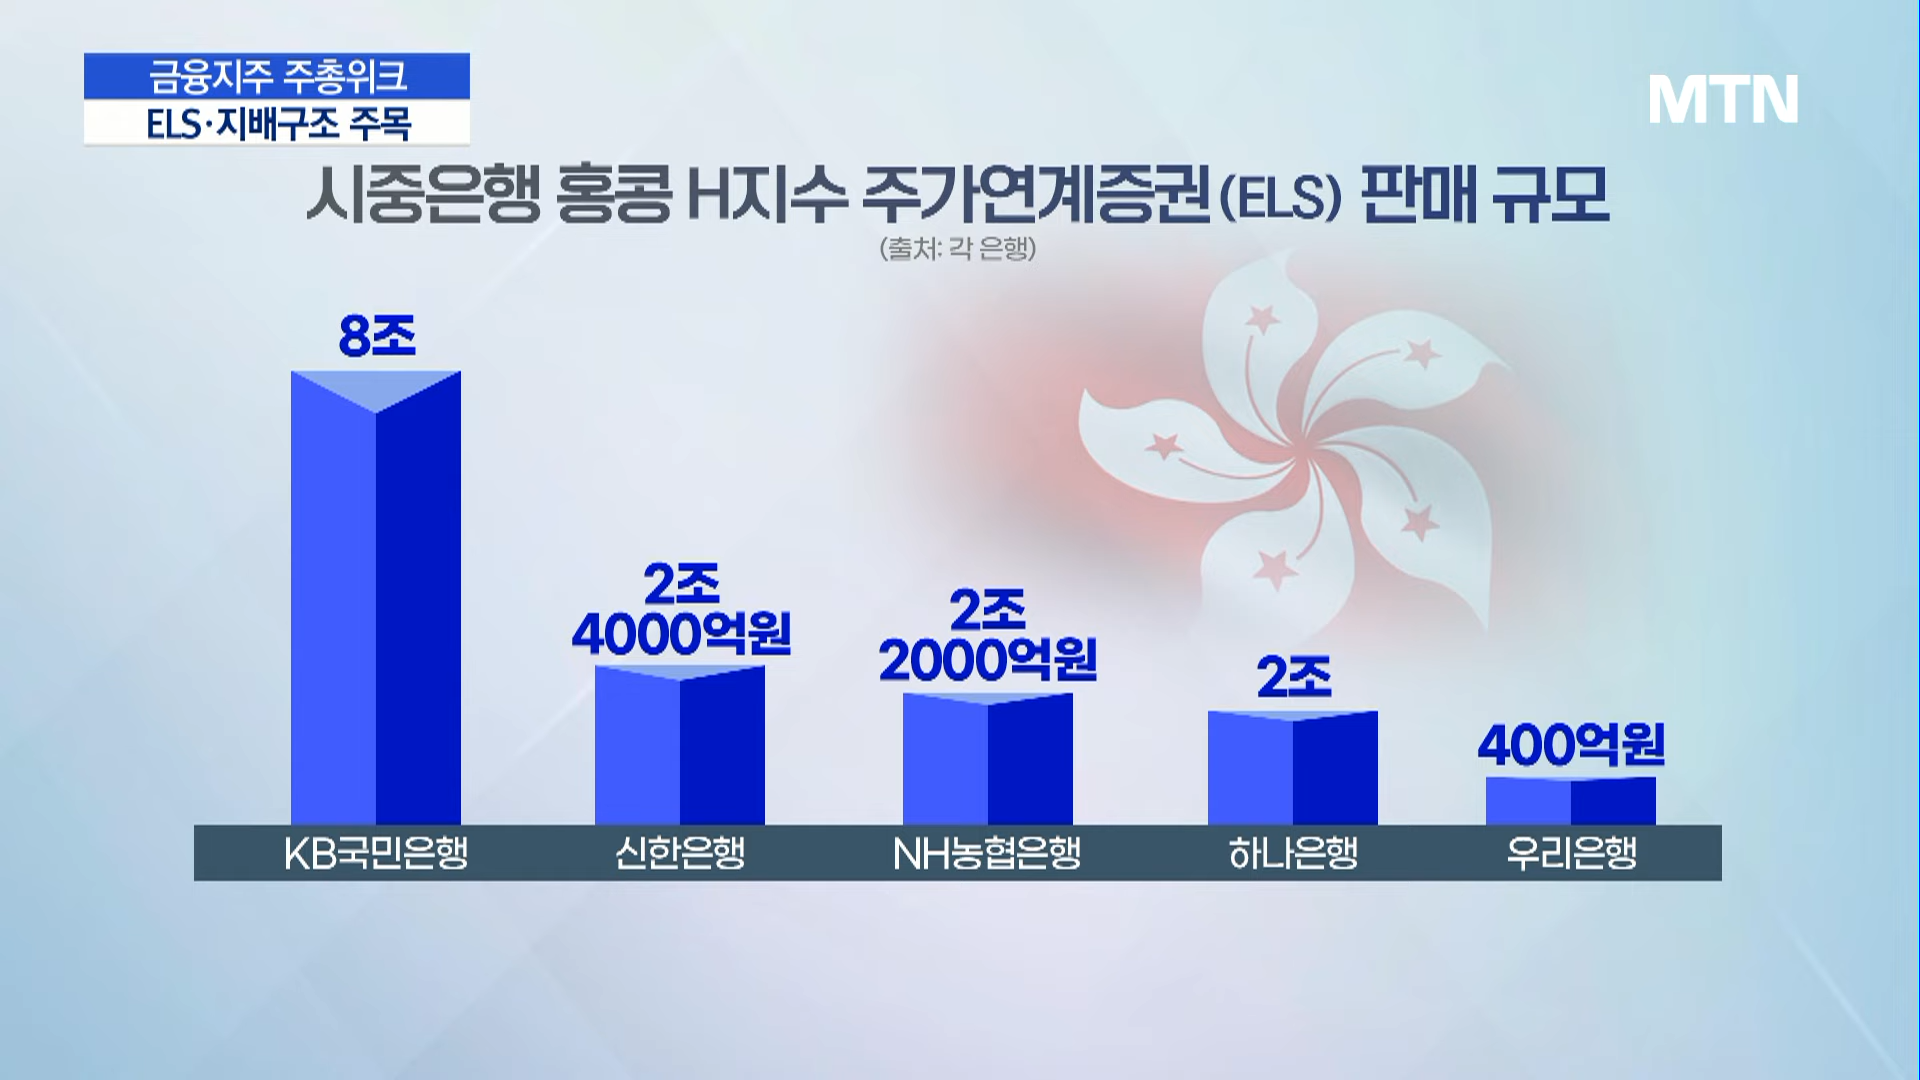 금융지주 주총위크
ELS·지배구조 주목
MTN
시중은행 홍콩 H지수 주가연계증권(ELS) 판매 규모
(출처: 각 은행)
8조
2조
4000억원
2조
2000억원
2조
400억원
KB국민은행
신한은행
NH농협은행
하나은행
우리은행